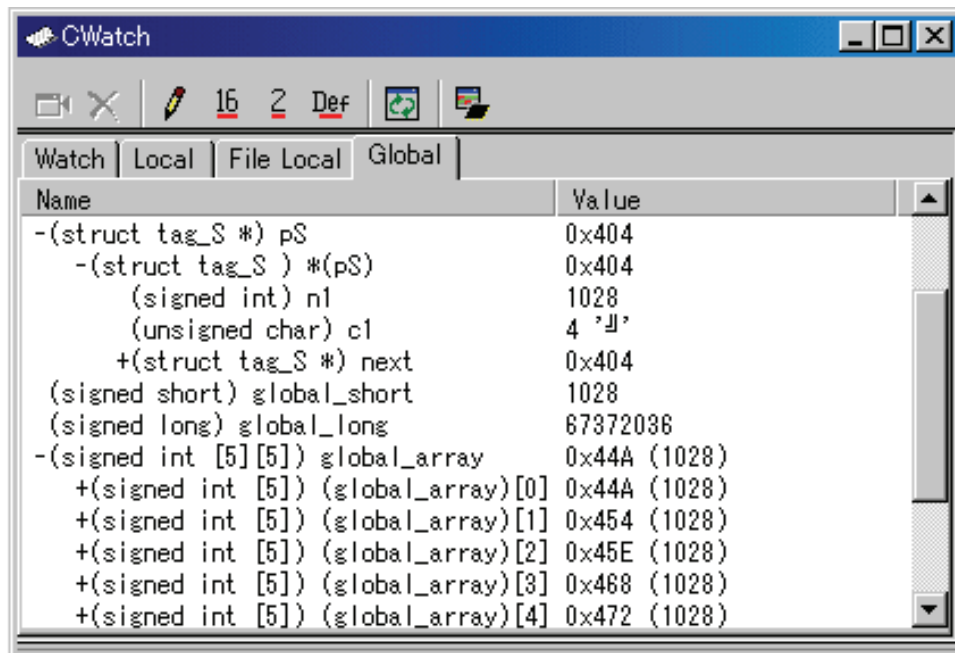 CWatch
16 2 Def
Watch Local File Local Global
Name Value
-(struct tag_S *) pS 0x404
-(struct tag_S ) *(pS) 0x404
(signed int) n1 1028
(unsigned char) c1 4 '╝'
+(struct tag_S *) next 0x404
(signed short) global_short 1028
(signed long) global_long 67372036
-(signed int [5][5]) global_array 0x44A (1028)
+(signed int [5]) (global_array)[0] 0x44A (1028)
+(signed int [5]) (global_array)[1] 0x454 (1028)
+(signed int [5]) (global_array)[2] 0x45E (1028)
+(signed int [5]) (global_array)[3] 0x468 (1028)
+(signed int [5]) (global_array)[4] 0x472 (1028)